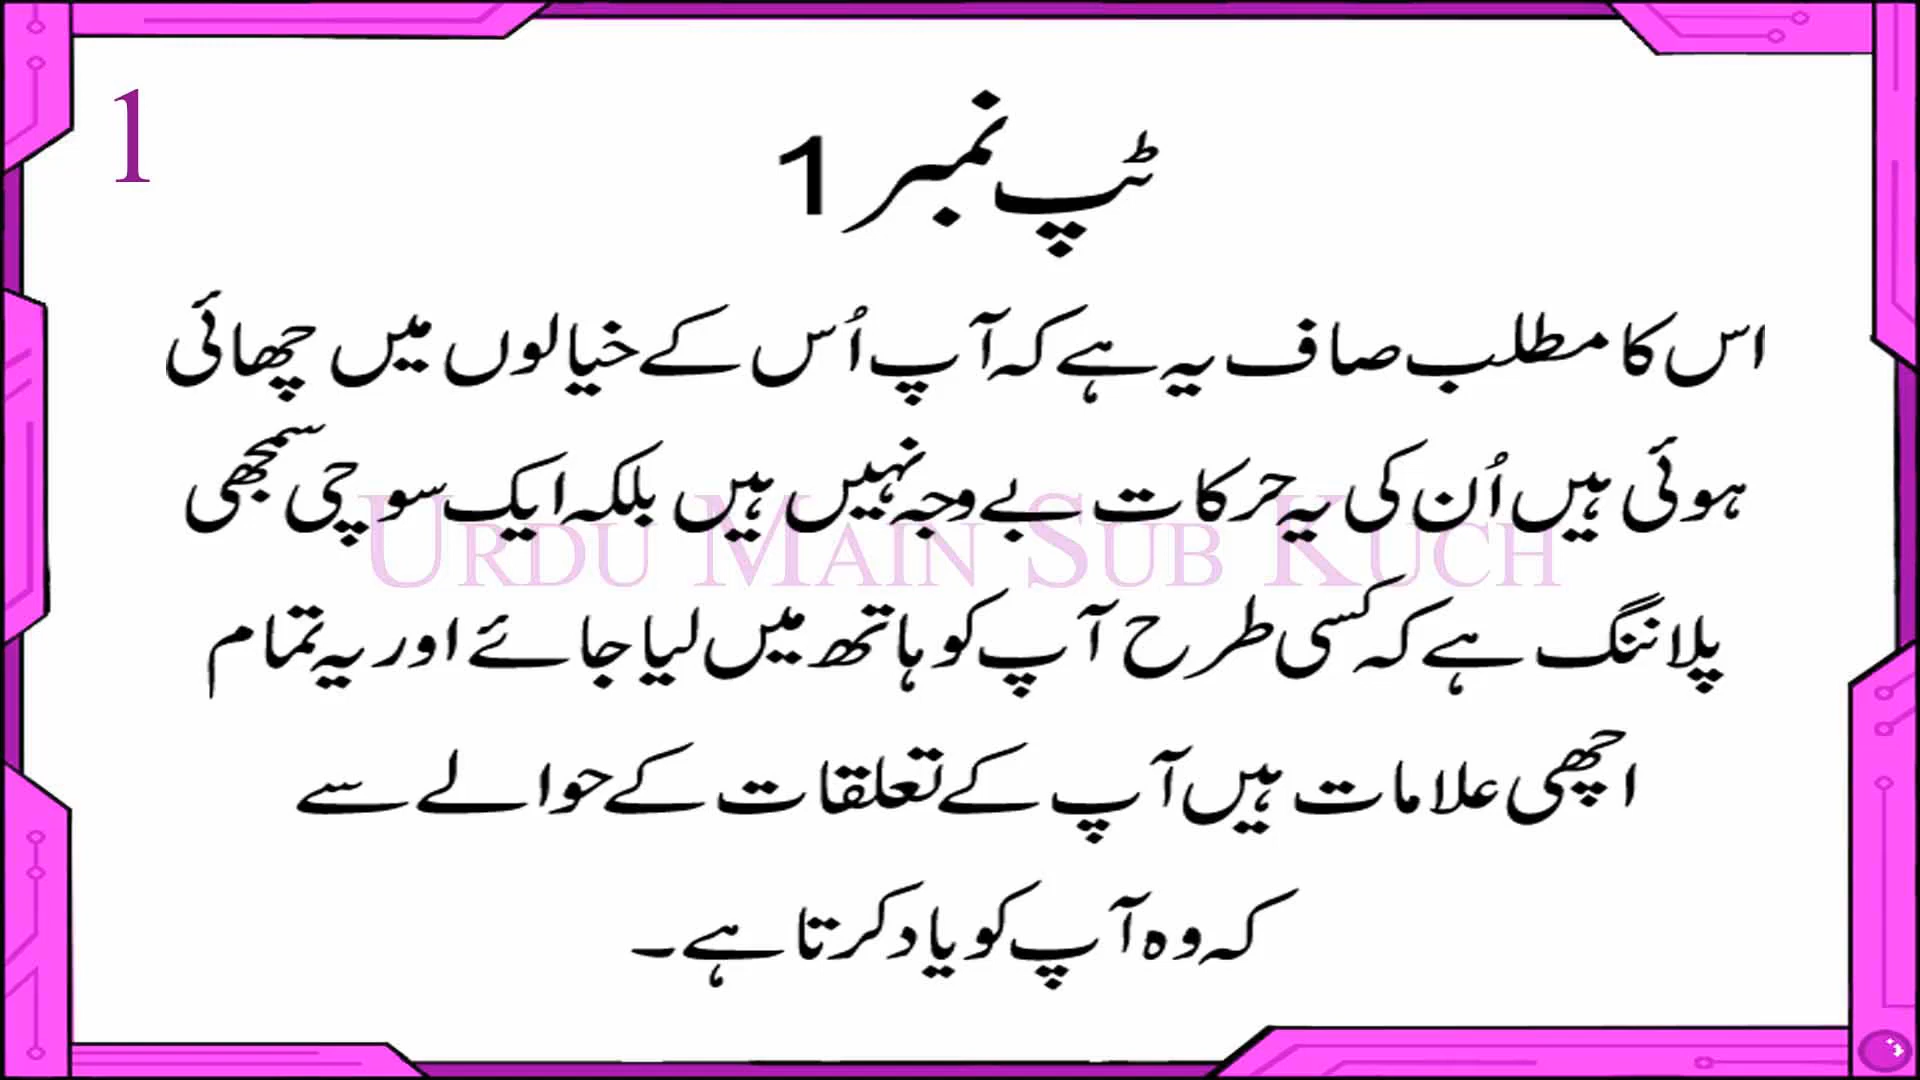 1
ٹپ نمبر 1
اس کا مطلب صاف یہ ہے کہ آپ اُس کے خیالوں میں چھائی
ہوئی ہیں اُن کی یہ حرکات بے وجہ نہیں ہیں بلکہ ایک سوچی سمجھی
URDU MAIN SUB KUCH
پلاننگ ہے کہ کسی طرح آپ کو ہاتھ میں لیا جائے اور یہ تمام
اچھی علامات ہیں آپ کے تعلقات کے حوالے سے
کہ وہ آپ کو یاد کرتا ہے۔